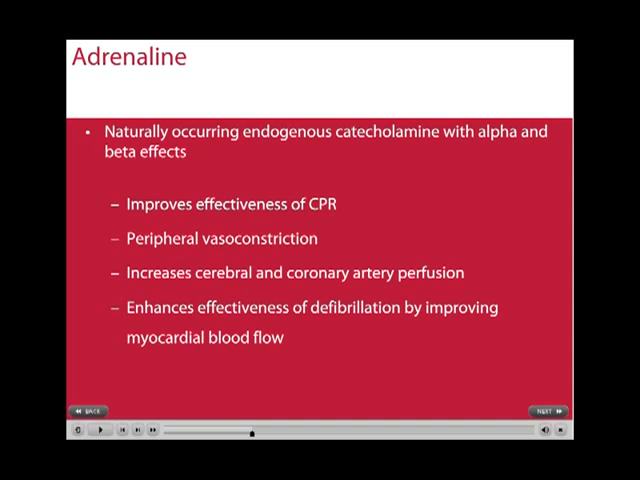 Adrenaline
• Naturally occurring endogenous catecholamine with alpha and
beta effects
– Improves effectiveness of CPR
– Peripheral vasoconstriction
– Increases cerebral and coronary artery perfusion
– Enhances effectiveness of defibrillation by improving
myocardial blood flow
BACK
NEXT